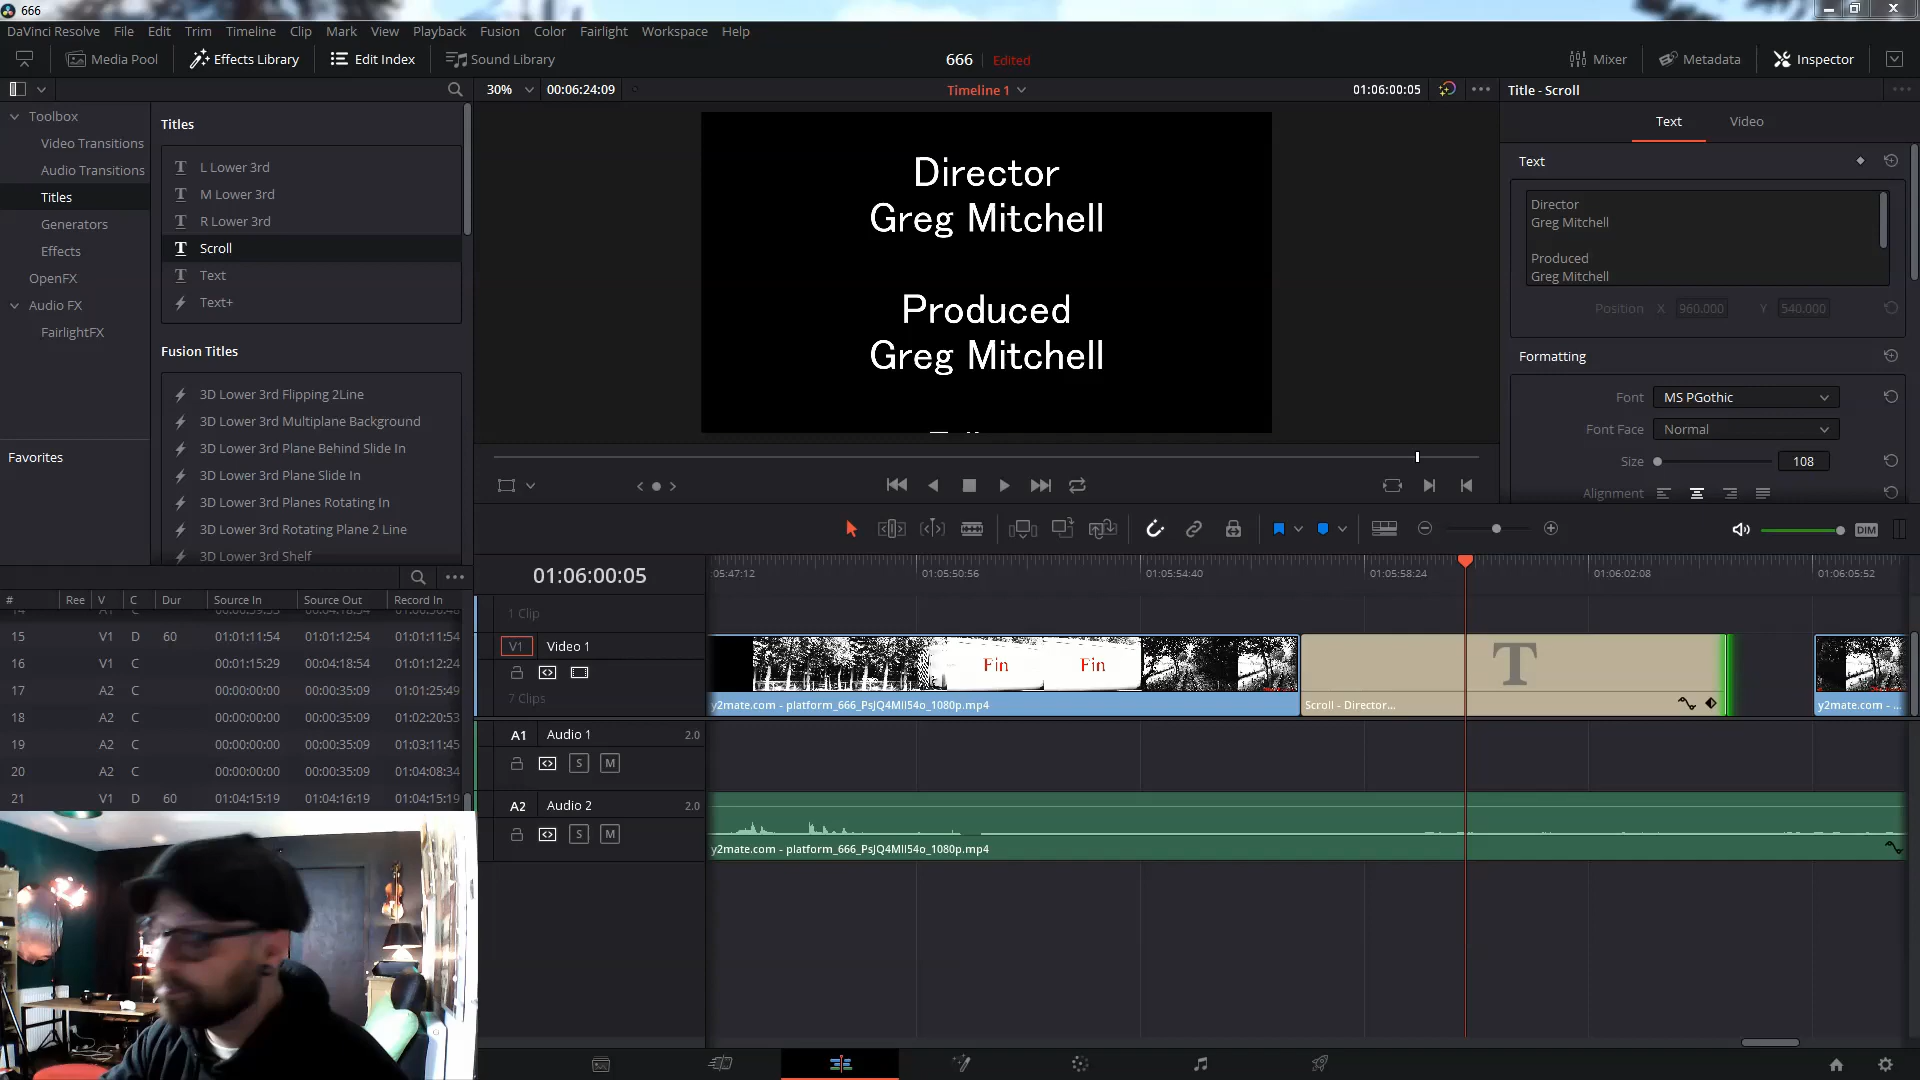 666
DaVinci Resolve File Edit Trim Timeline Clip Mark View Playback Fusion Color Fairlight Workspace Help
Media Pool Effects Library Edit Index Sound Library 666 Edited Mixer Metadata Inspector
30% 00:06:24:09 Timeline 1 01:06:00:05 Title - Scroll
Toolbox
Video Transitions
Audio Transitions
Titles
Generators
Effects
OpenFX
Audio FX
FairlightFX
Favorites
Titles
L Lower 3rd
M Lower 3rd
R Lower 3rd
Scroll
Text
Text+
Fusion Titles
3D Lower 3rd Flipping 2Line
3D Lower 3rd Multiplane Background
3D Lower 3rd Plane Behind Slide In
3D Lower 3rd Plane Slide In
3D Lower 3rd Planes Rotating In
3D Lower 3rd Rotating Plane 2 Line
3D Lower 3rd Shelf
Director
Greg Mitchell
Produced
Greg Mitchell
Text Video
Text
Director
Greg Mitchell
Produced
Greg Mitchell
Position X 960.000 Y 540.000
Formatting
Font MS PGothic
Font Face Normal
Size 108
Alignment
DIM
# Ree V C Dur Source In Source Out Record In
15 V1 D 60 01:01:11:54 01:01:12:54 01:01:11:54
16 V1 C 00:01:15:29 00:04:18:54 01:01:12:24
17 A2 C 00:00:00:00 00:00:35:09 01:01:25:49
18 A2 C 00:00:00:00 00:00:35:09 01:02:20:53
19 A2 C 00:00:00:00 00:00:35:09 01:03:11:45
20 A2 C 00:00:00:00 00:00:35:09 01:04:08:34
21 V1 D 60 01:04:15:19 01:04:16:19 01:04:15:19
01:06:00:05
:05:47:12 01:05:50:56 01:05:54:40 01:05:58:24 01:06:02:08 01:06:05:52
1 Clip
V1 Video 1
7 Clips
Fin Fin
y2mate.com - platform_666_PsJQ4MlI54o_1080p.mp4 Scroll - Director... y2mate.com - ...
T
A1 Audio 1 2.0
S M
A2 Audio 2 2.0
S M
y2mate.com - platform_666_PsJQ4MlI54o_1080p.mp4